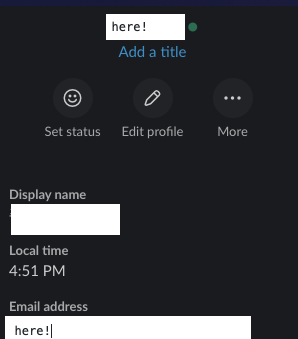 here!
Add a title
Set status Edit profile More
Display name
Local time
4:51 PM
Email address
here!